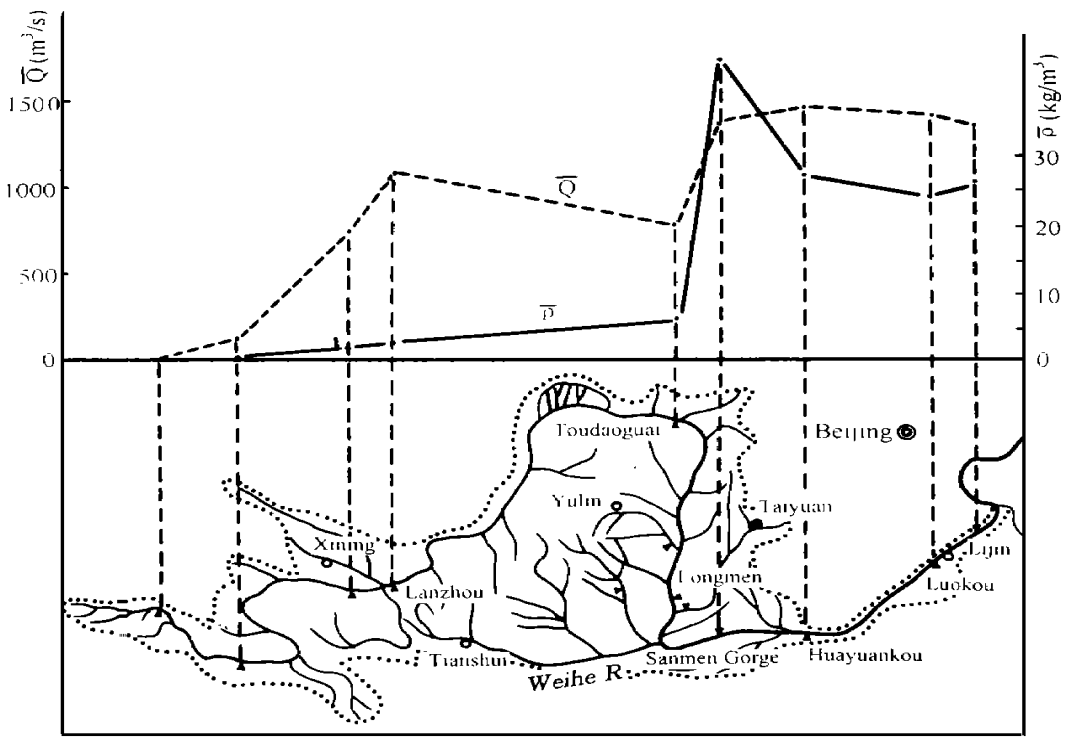 Q̅ (m³/s)
1500
1000
500
0
ρ̅ (kg/m³)
30
20
10
0
Q̅
ρ̅
Toudaoguai
Beijing
Yulin
Taiyuan
Xining
Lanzhou
Longmen
Lijin
Luokou
Tianshui
Sanmen Gorge
Huayuankou
Weihe R.